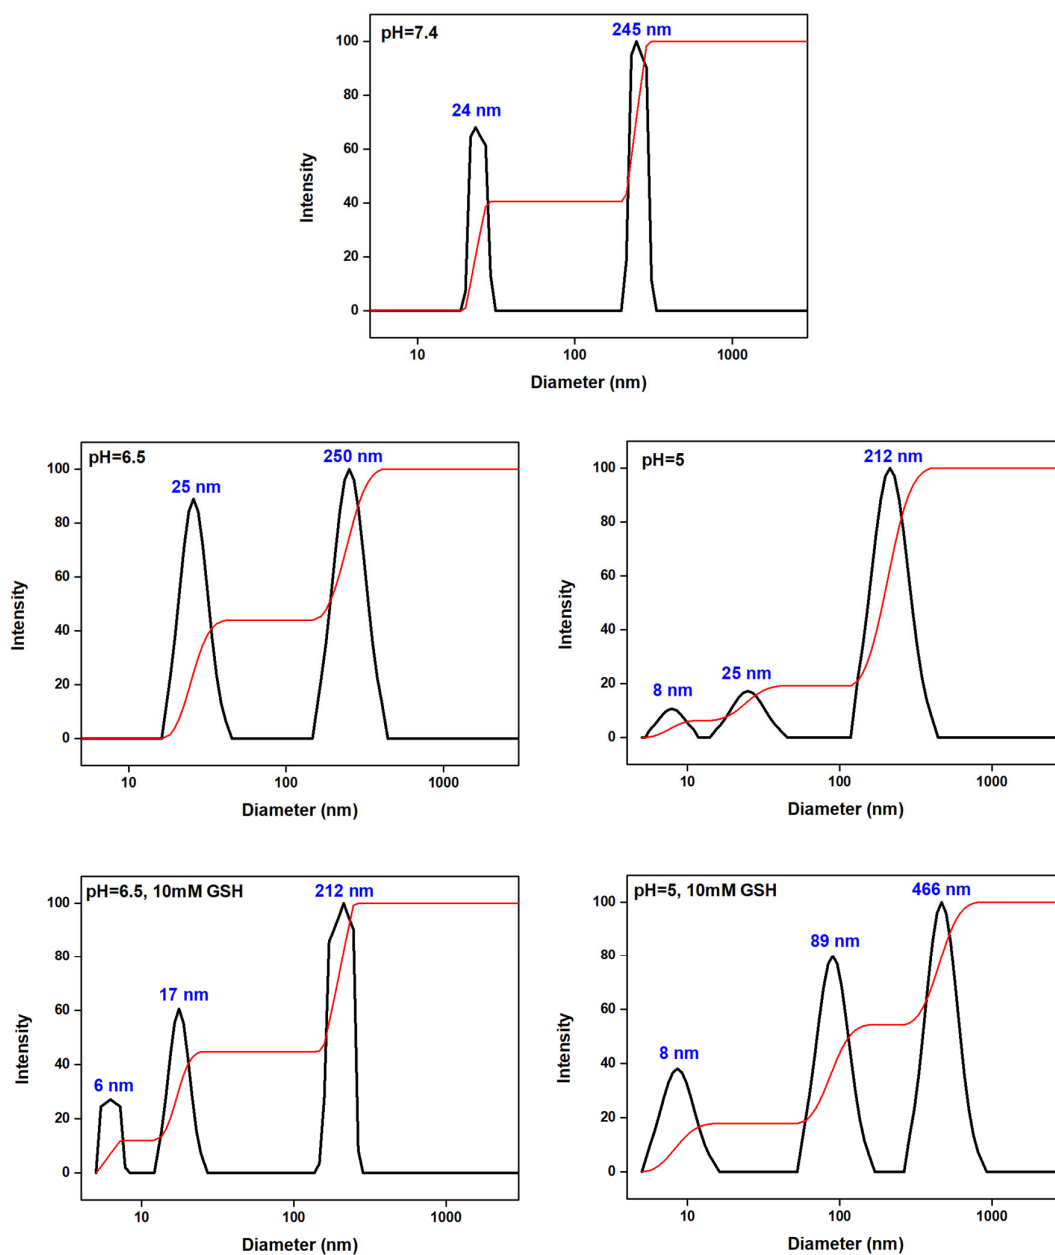 pH=7.4
245 nm
24 nm
100
80
60
40
20
0
Intensity
10
100
1000
Diameter (nm)
pH=6.5
250 nm
25 nm
100
80
60
40
20
0
Intensity
10
100
1000
Diameter (nm)
pH=5
212 nm
25 nm
8 nm
100
80
60
40
20
0
Intensity
10
100
1000
Diameter (nm)
pH=6.5, 10mM GSH
212 nm
17 nm
6 nm
100
80
60
40
20
0
Intensity
10
100
1000
Diameter (nm)
pH=5, 10mM GSH
466 nm
89 nm
8 nm
100
80
60
40
20
0
Intensity
10
100
1000
Diameter (nm)